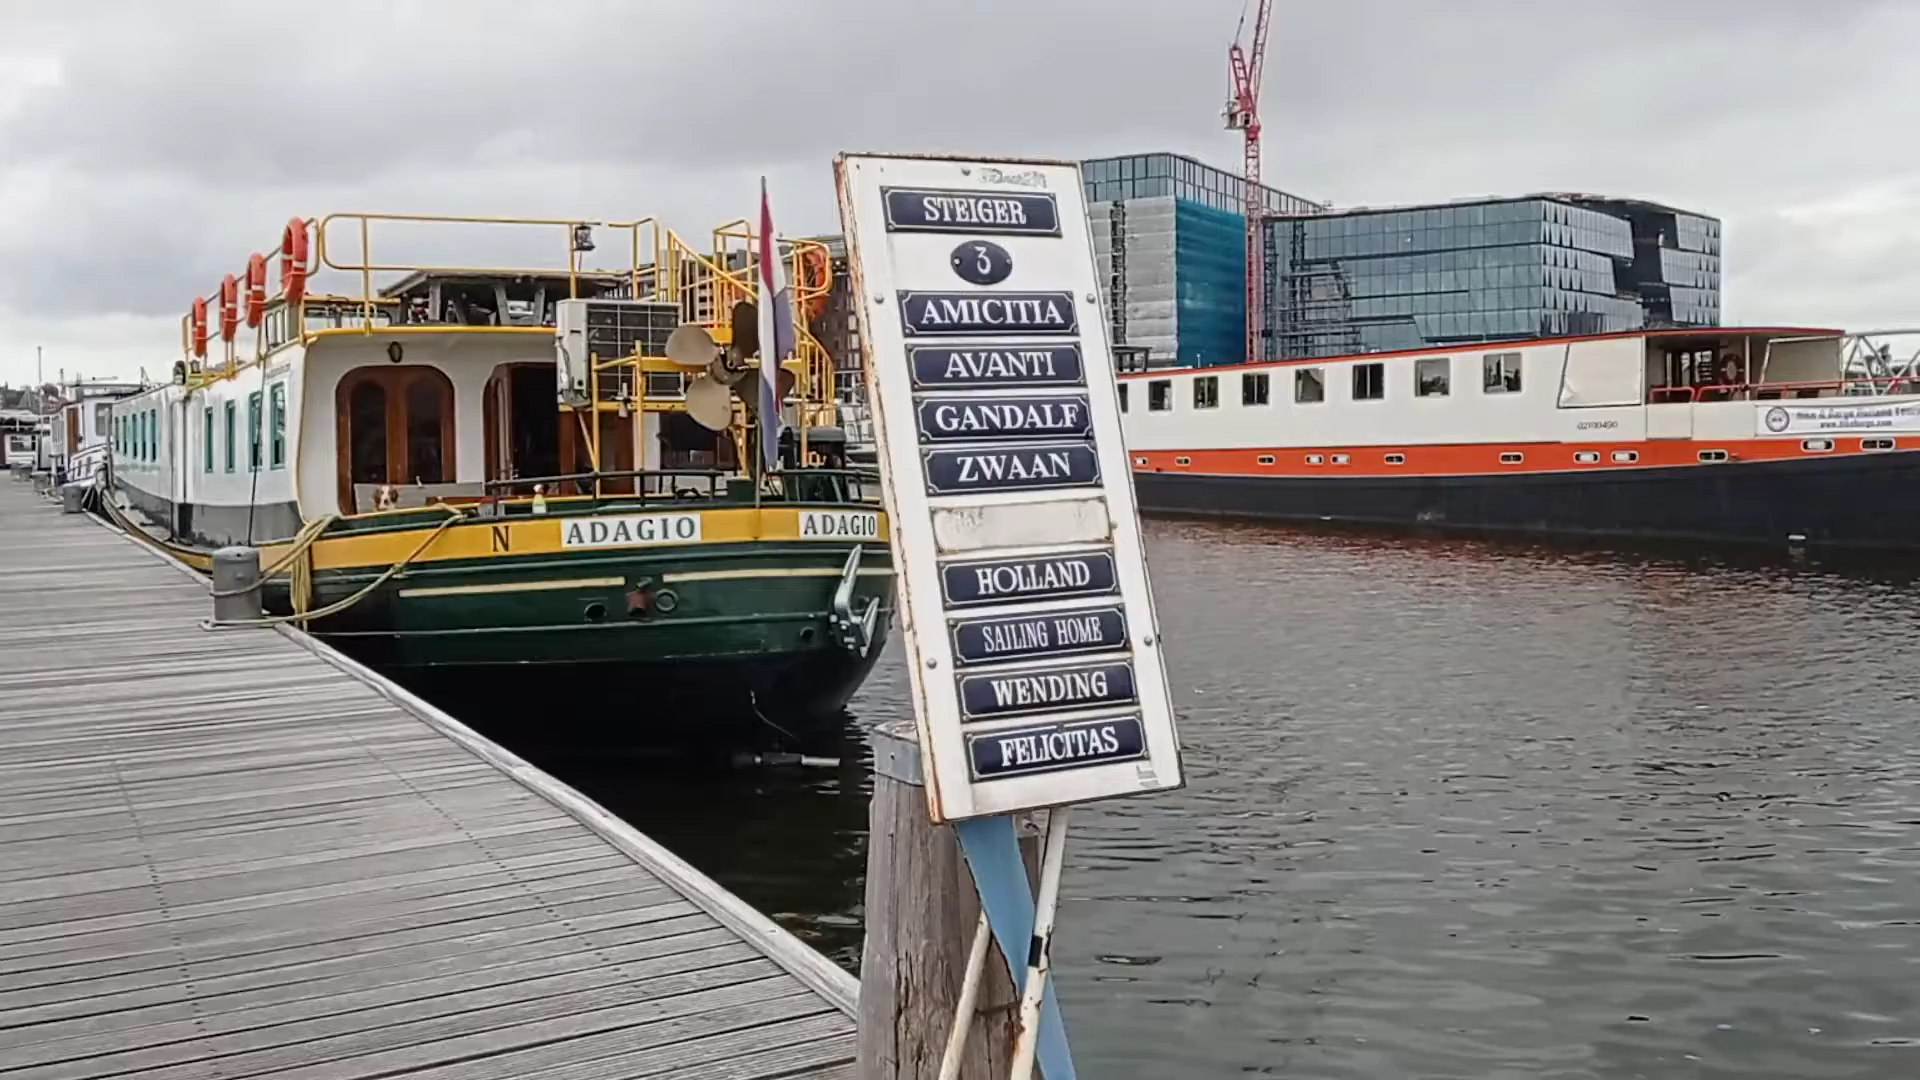 STEIGER
3
AMICITIA
AVANTI
GANDALF
ZWAAN
HOLLAND
SAILING HOME
WENDING
FELICITAS
N
ADAGIO
ADAGIO